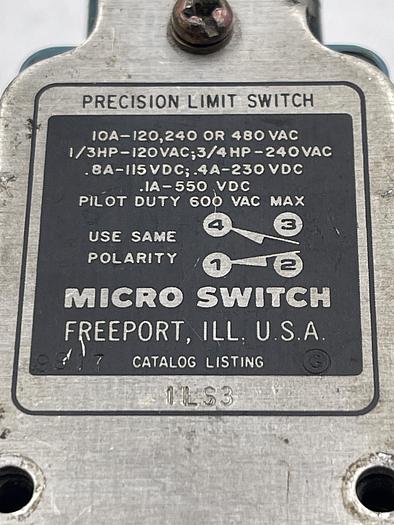 PRECISION LIMIT SWITCH
10A-120,240 OR 480 VAC
1/3HP-120VAC;3/4HP-240VAC
.8A-115VDC;.4A-230VDC
.1A-550 VDC
PILOT DUTY 600 VAC MAX
4 3
USE SAME
POLARITY
1 2
MICRO SWITCH
FREEPORT, ILL. U.S.A.
CATALOG LISTING
1LS3